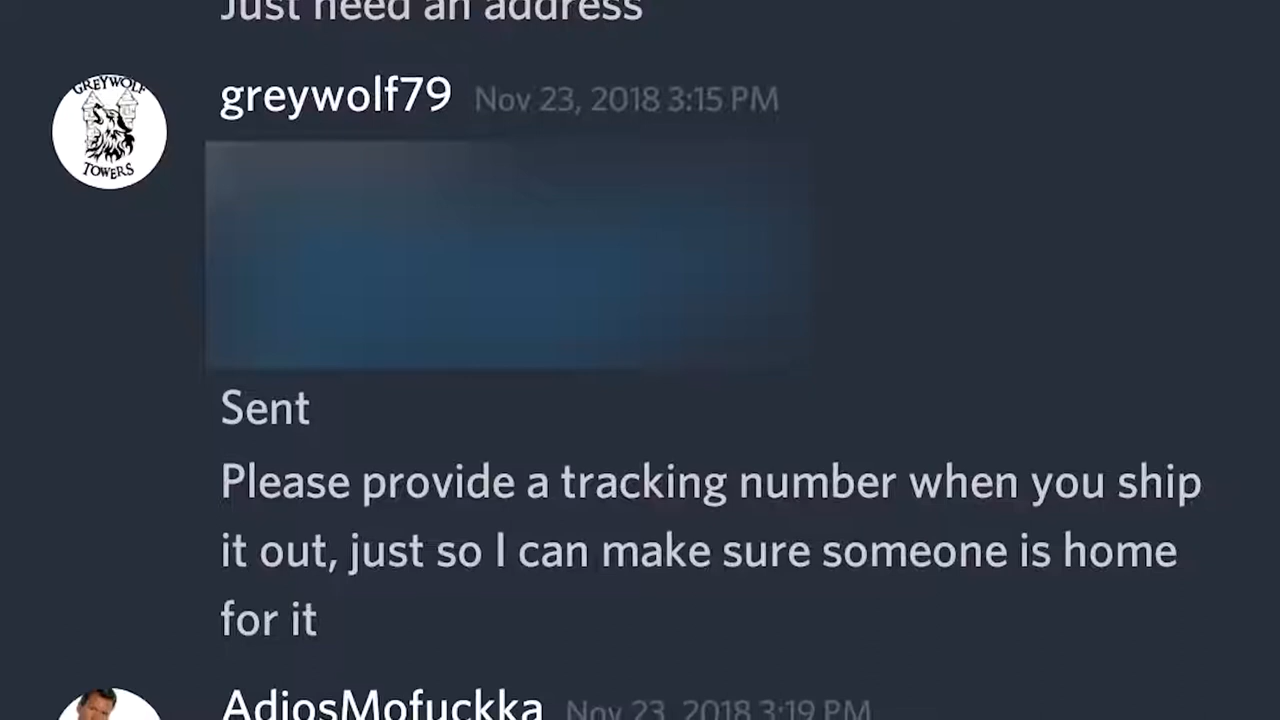 Just need an address
greywolf79 Nov 23, 2018 3:15 PM
GREYWOLF
TOWERS
Sent
Please provide a tracking number when you ship
it out, just so I can make sure someone is home
for it
AdiosMofuckka Nov 23, 2018 3:19 PM